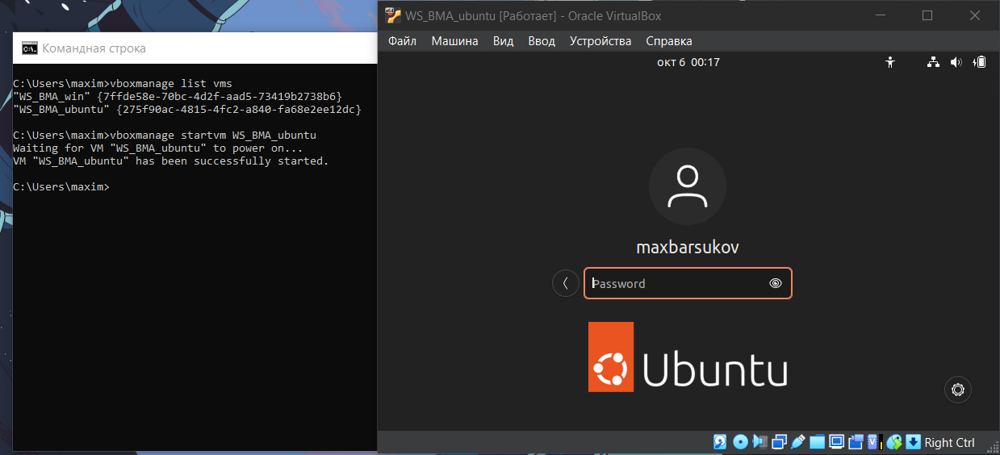 Командная строка
C:\Users\maxim>vboxmanage list vms
"WS_BMA_win" {7ffde58e-70bc-4d2f-aad5-73419b2738b6}
"WS_BMA_ubuntu" {275f90ac-4815-4fc2-a840-fa68e2ee12dc}
C:\Users\maxim>vboxmanage startvm WS_BMA_ubuntu
Waiting for VM "WS_BMA_ubuntu" to power on...
VM "WS_BMA_ubuntu" has been successfully started.
C:\Users\maxim>
WS_BMA_ubuntu [Работает] - Oracle VirtualBox
Файл Машина Вид Ввод Устройства Справка
окт 6 00:17
maxbarsukov
Password
Ubuntu
Right Ctrl